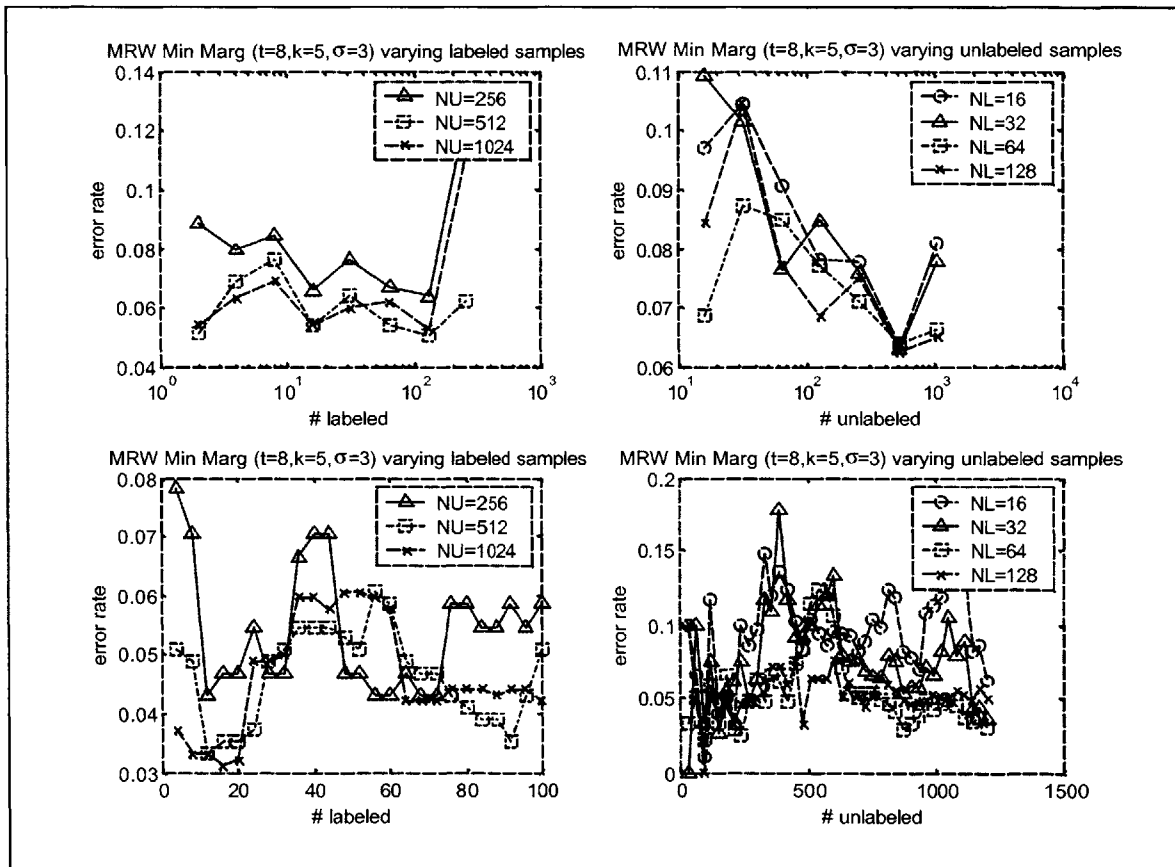 MRW Min Marg (t=8,k=5,σ=3) varying labeled samples
0.14
0.12
0.1
0.08
0.06
0.04
error rate
10^0
10^1
10^2
10^3
# labeled
NU=256
NU=512
NU=1024
MRW Min Marg (t=8,k=5,σ=3) varying unlabeled samples
0.11
0.1
0.09
0.08
0.07
0.06
error rate
10^1
10^2
10^3
10^4
# unlabeled
NL=16
NL=32
NL=64
NL=128
MRW Min Marg (t=8,k=5,σ=3) varying labeled samples
0.08
0.07
0.06
0.05
0.04
0.03
error rate
0
20
40
60
80
100
# labeled
NU=256
NU=512
NU=1024
MRW Min Marg (t=8,k=5,σ=3) varying unlabeled samples
0.2
0.15
0.1
0.05
0
error rate
0
500
1000
1500
# unlabeled
NL=16
NL=32
NL=64
NL=128